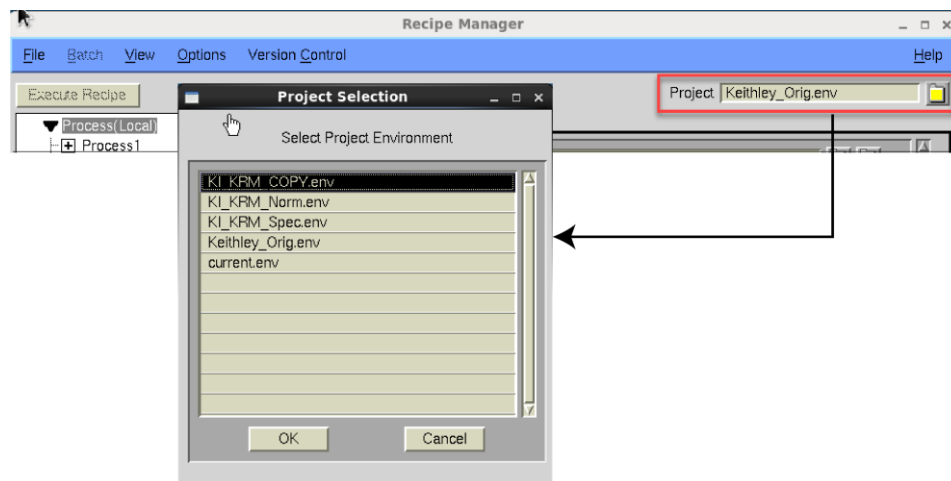 Recipe Manager
File Batch View Options Version Control Help
Execute Recipe
Project Keithley_Orig.env
Process(Local)
Process1
Project Selection
Select Project Environment
KI_KRM_COPY.env
KI_KRM_Norm.env
KI_KRM_Spec.env
Keithley_Orig.env
current.env
OK Cancel